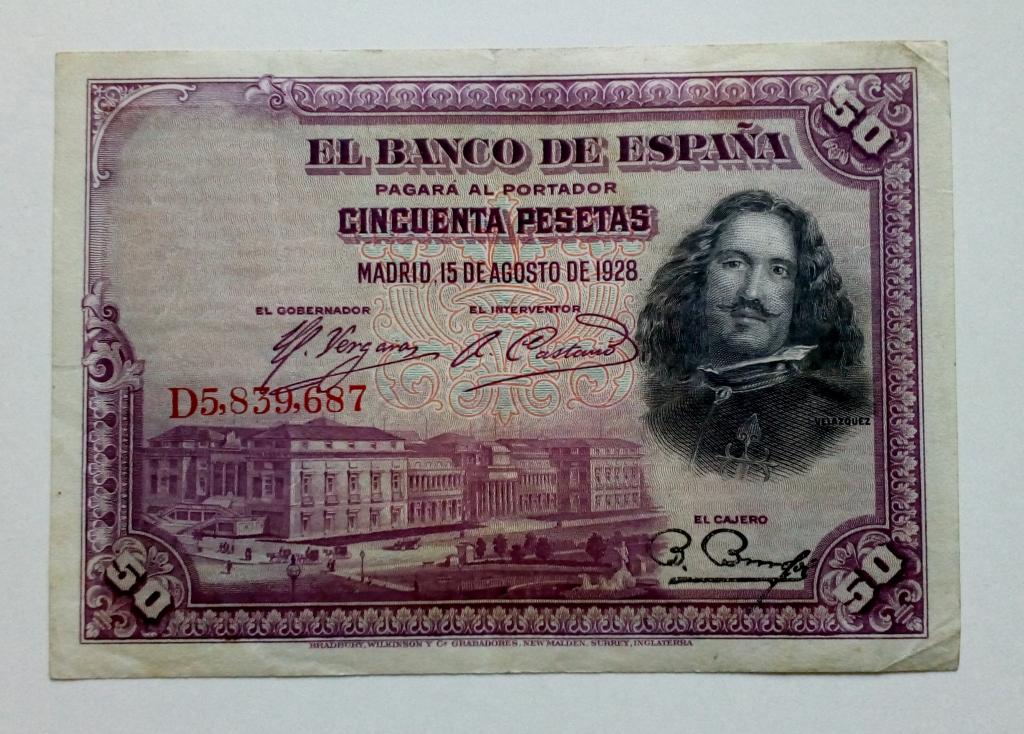 50
EL BANCO DE ESPAÑA
PAGARÁ AL PORTADOR
CINCUENTA PESETAS
MADRID, 15 DE AGOSTO DE 1928
EL GOBERNADOR EL INTERVENTOR
D5,839,687
VELAZQUEZ
EL CAJERO
50 50
BRADBURY, WILKINSON Y Cª GRABADORES, NEW MALDEN, SURREY, INGLATERRA